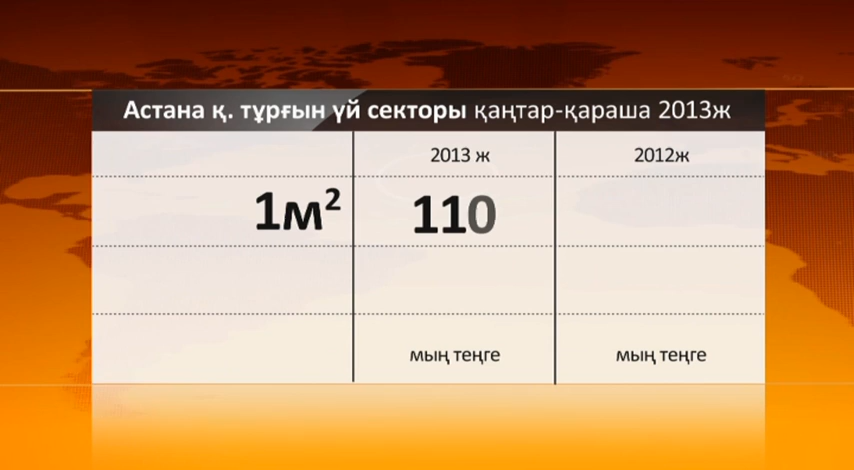 Астана қ. тұрғын үй секторы қаңтар-қараша 2013ж
2013 ж 2012ж
1м² 110
мың теңге мың теңге